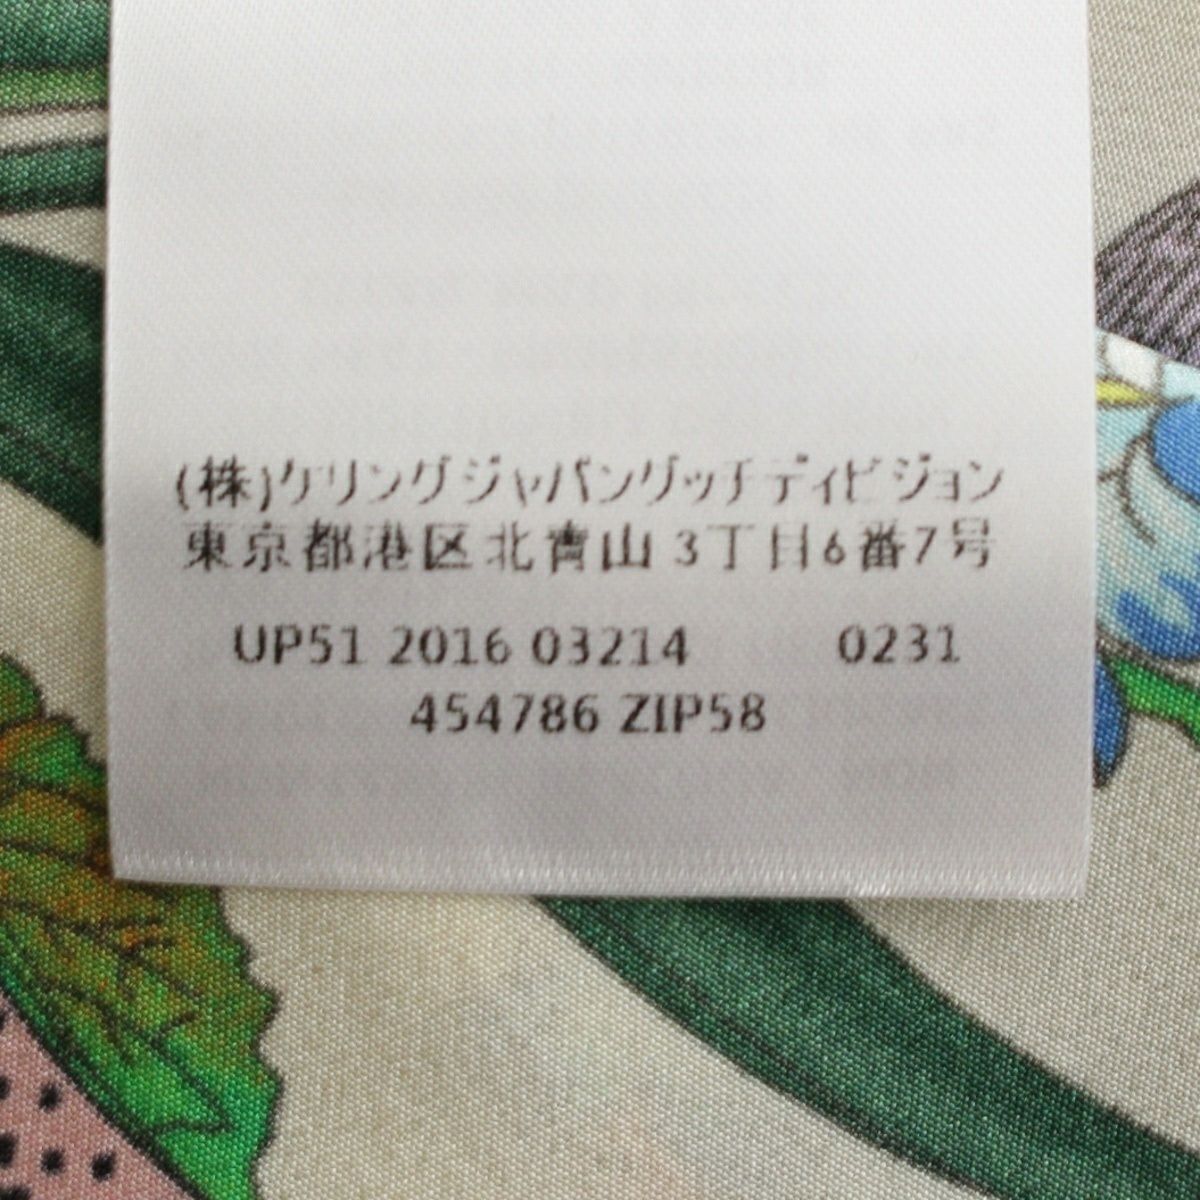 (株)ケリングジャパングッチディビジョン
東京都港区北青山3丁目6番7号
UP51 2016 03214 0231
454786 ZIP58